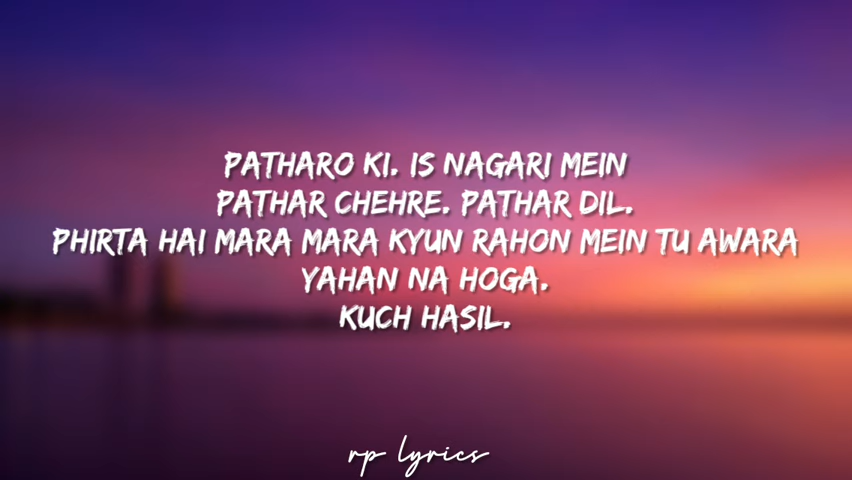 PATHARO KI. IS NAGARI MEIN
PATHAR CHEHRE. PATHAR DIL.
PHIRTA HAI MARA MARA KYUN RAHON MEIN TU AWARA
YAHAN NA HOGA.
KUCH HASIL.
rp lyrics